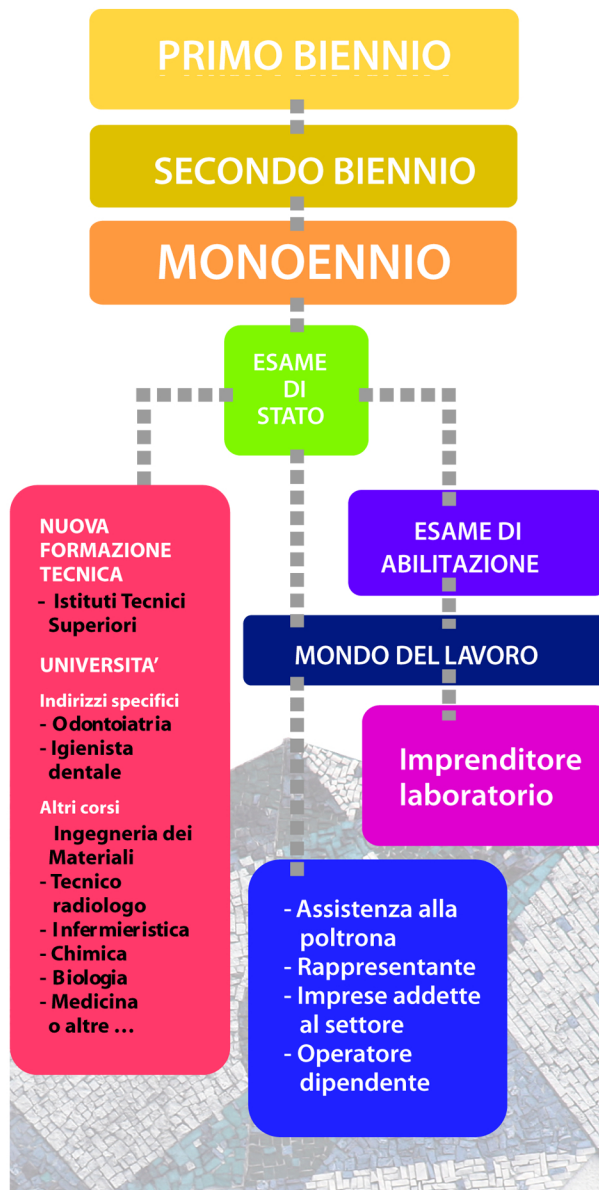 PRIMO BIENNIO
SECONDO BIENNIO
MONOENNIO
ESAME
DI
STATO
NUOVA
FORMAZIONE
TECNICA
- Istituti Tecnici
Superiori
UNIVERSITA’
Indirizzi specifici
- Odontoiatria
- Igienista
dentale
Altri corsi
Ingegneria dei
Materiali
- Tecnico
radiologo
- Infermieristica
- Chimica
- Biologia
- Medicina
o altre ...
ESAME DI
ABILITAZIONE
MONDO DEL LAVORO
Imprenditore
laboratorio
- Assistenza alla
poltrona
- Rappresentante
- Imprese addette
al settore
- Operatore
dipendente